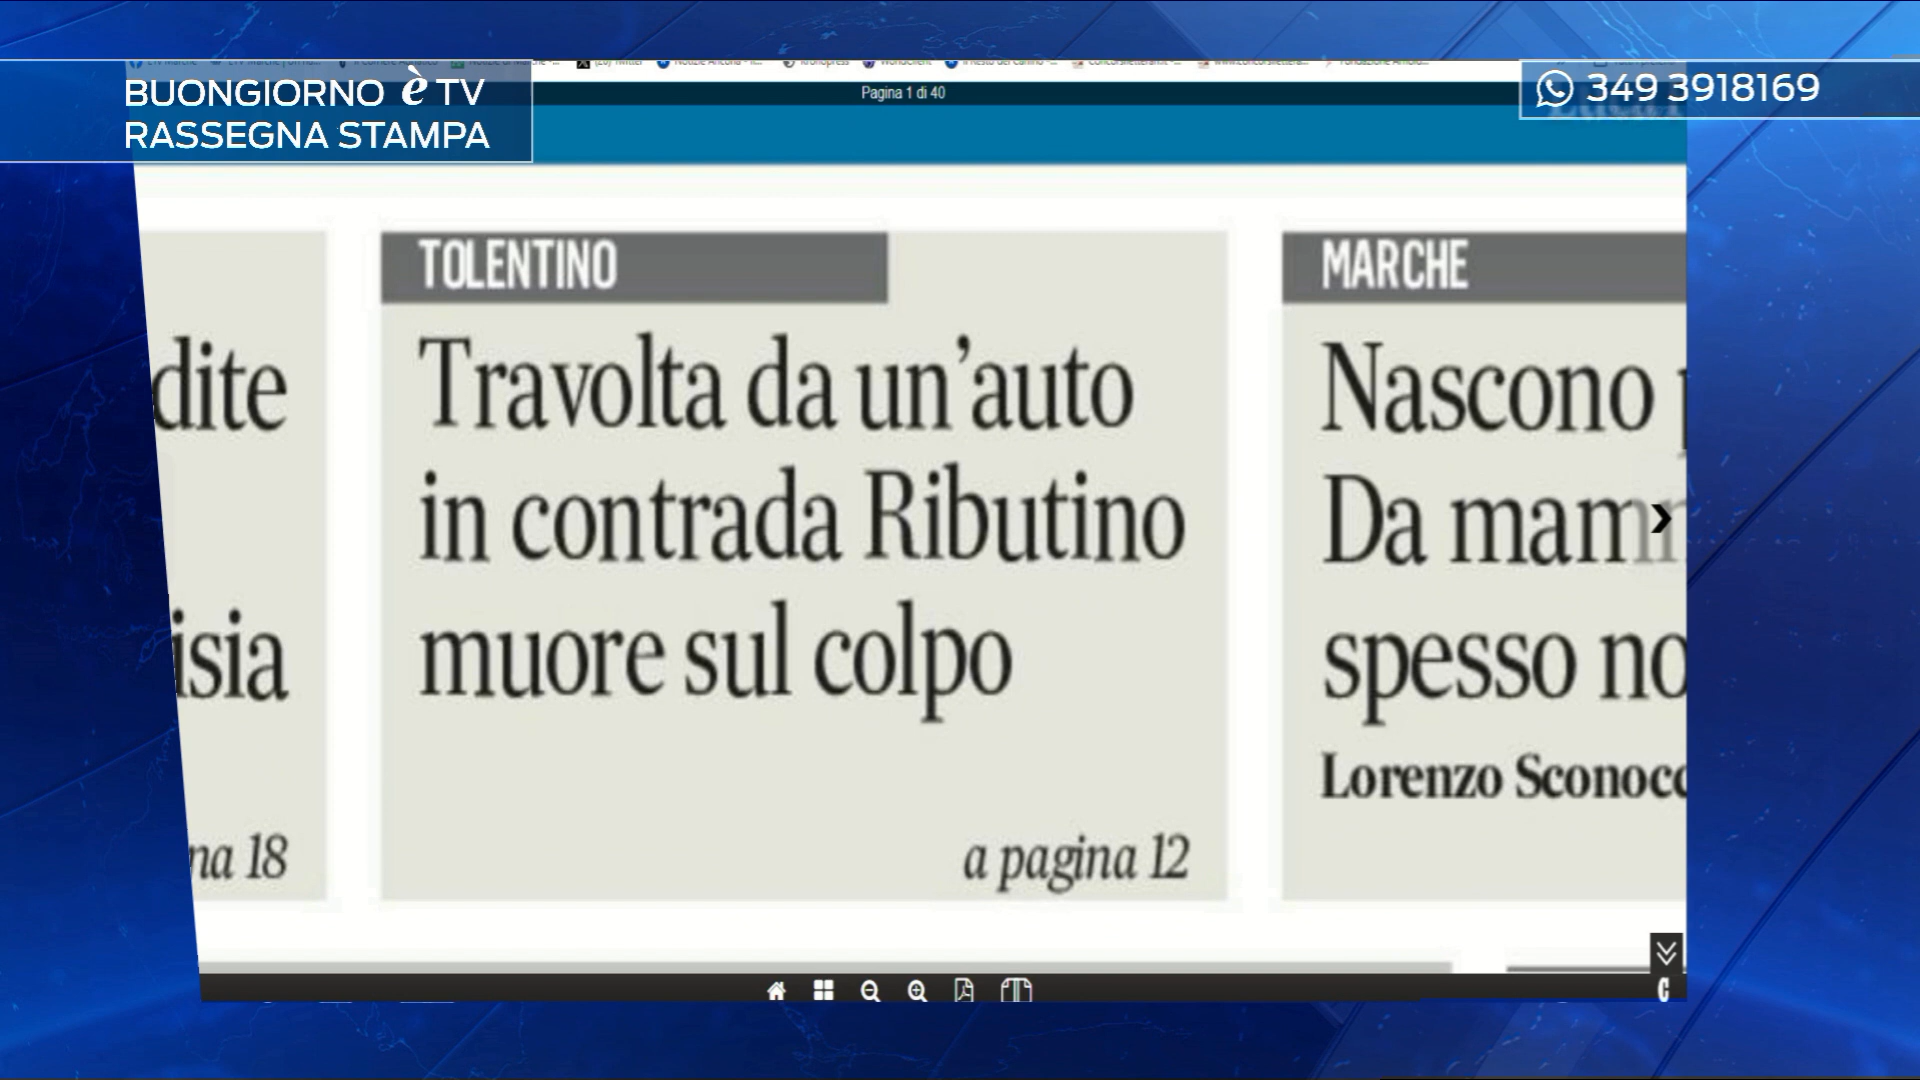 BUONGIORNO è TV
RASSEGNA STAMPA
349 3918169
Pagina 1 di 40
dite
isia
na 18
TOLENTINO
Travolta da un'auto
in contrada Ributino
muore sul colpo
a pagina 12
MARCHE
Nascono
Da mam
spesso no
Lorenzo Sconocc